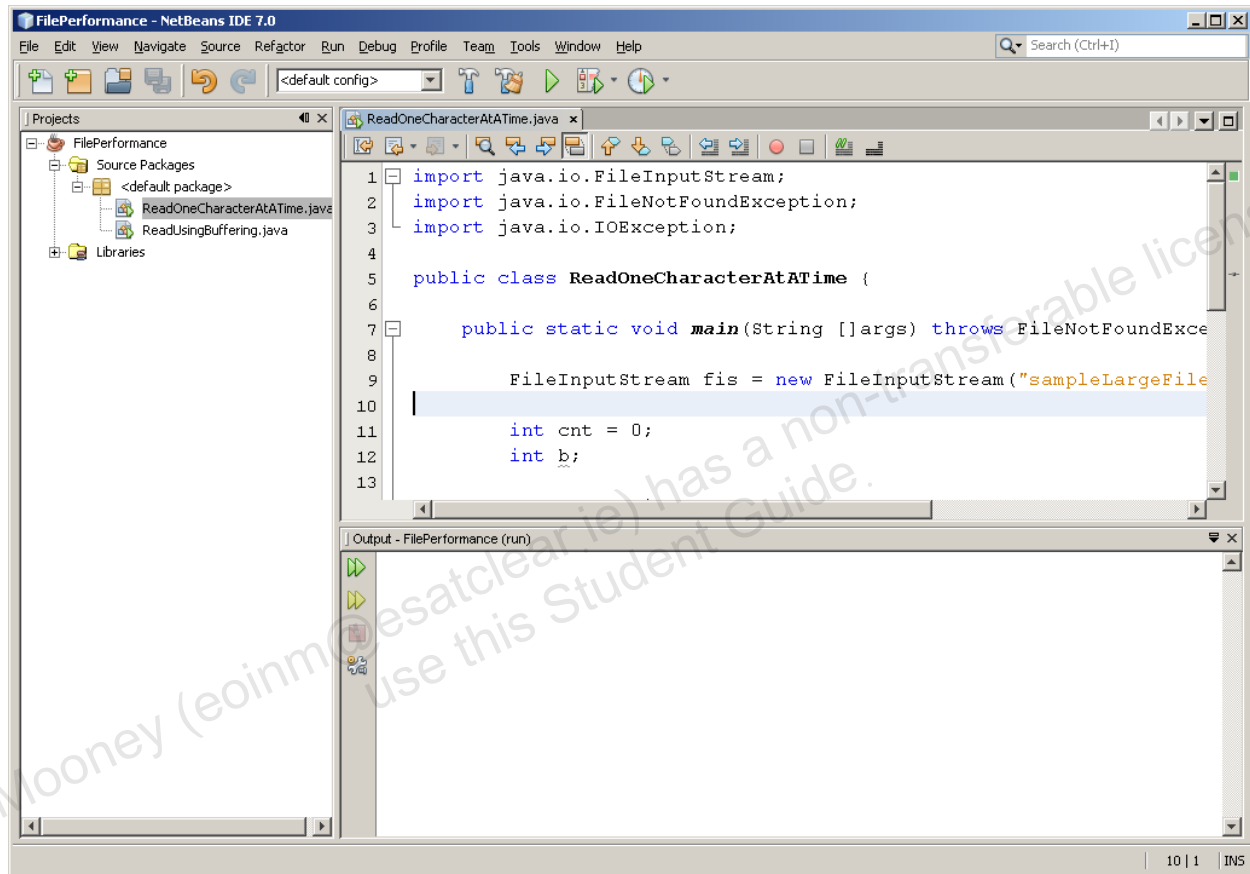 FilePerformance - NetBeans IDE 7.0
File Edit View Navigate Source Refactor Run Debug Profile Team Tools Window Help
Search (Ctrl+I)
<default config>
Projects
ReadOneCharacterAtATime.java
FilePerformance
Source Packages
<default package>
ReadOneCharacterAtATime.java
ReadUsingBuffering.java
Libraries
1 import java.io.FileInputStream;
2 import java.io.FileNotFoundException;
3 import java.io.IOException;
4
5 public class ReadOneCharacterAtATime {
6
7 public static void main(String []args) throws FileNotFoundExce
8
9 FileInputStream fis = new FileInputStream("sampleLargeFile
10
11 int cnt = 0;
12 int b;
13
Output - FilePerformance (run)
10 | 1 INS
Mooney (eoinm@esatclear.ie) has a non-transferable licen
use this Student Guide.